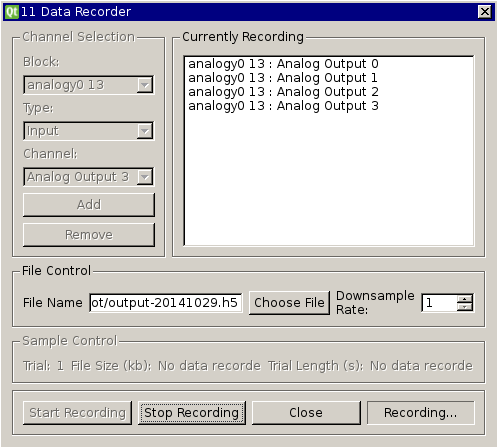 Qt 11 Data Recorder
Channel Selection
Block:
analogy0 13
Type:
Input
Channel:
Analog Output 3
Add
Remove
Currently Recording
analogy0 13 : Analog Output 0
analogy0 13 : Analog Output 1
analogy0 13 : Analog Output 2
analogy0 13 : Analog Output 3
File Control
File Name ot/output-20141029.h5 Choose File Downsample Rate: 1
Sample Control
Trial: 1 File Size (kb): No data recorde Trial Length (s): No data recorde
Start Recording Stop Recording Close Recording...